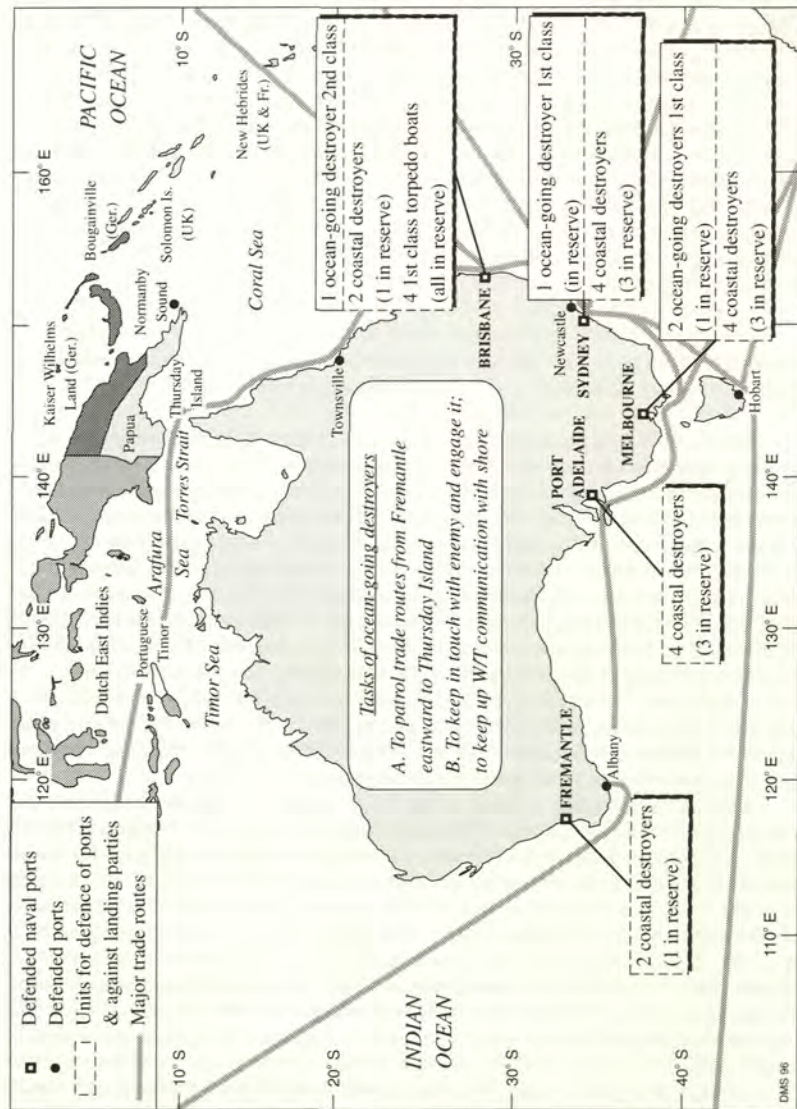 Defended naval ports
Defended ports
Units for defence of ports
& against landing parties
Major trade routes
120° E
130° E
140° E
160° E
PACIFIC
OCEAN
10° S
10° S
Kaiser Wilhelms
Land (Ger.)
Bougainville
(Ger.)
Solomon Is.
(UK)
New Hebrides
(UK & Fr.)
Normanby
Sound
Papua
Thursday
Island
Torres Strait
Arafura
Sea
Dutch East Indies
Portuguese
Timor
Timor Sea
Coral Sea
20° S
Townsville
Tasks of ocean-going destroyers
A. To patrol trade routes from Fremantle
eastward to Thursday Island
B. To keep in touch with enemy and engage it;
to keep up W/T communication with shore
1 ocean-going destroyer 2nd class
2 coastal destroyers
(1 in reserve)
4 1st class torpedo boats
(all in reserve)
BRISBANE
INDIAN
OCEAN
30° S
30° S
FREMANTLE
Albany
PORT
ADELAIDE
Newcastle
SYDNEY
MELBOURNE
Hobart
1 ocean-going destroyer 1st class
(in reserve)
4 coastal destroyers
(3 in reserve)
2 ocean-going destroyers 1st class
(1 in reserve)
4 coastal destroyers
(3 in reserve)
4 coastal destroyers
(3 in reserve)
2 coastal destroyers
(1 in reserve)
40° S
110° E
120° E
130° E
140° E
160° E
DMS 96